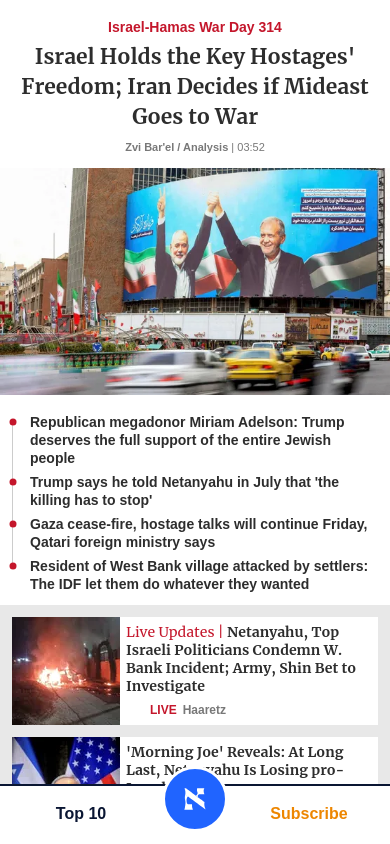 Israel-Hamas War Day 314
Israel Holds the Key Hostages'
Freedom; Iran Decides if Mideast
Goes to War
Zvi Bar'el / Analysis | 03:52
Republican megadonor Miriam Adelson: Trump
deserves the full support of the entire Jewish
people
Trump says he told Netanyahu in July that 'the
killing has to stop'
Gaza cease-fire, hostage talks will continue Friday,
Qatari foreign ministry says
Resident of West Bank village attacked by settlers:
The IDF let them do whatever they wanted
Live Updates | Netanyahu, Top
Israeli Politicians Condemn W.
Bank Incident; Army, Shin Bet to
Investigate
LIVE Haaretz
'Morning Joe' Reveals: At Long
Last, Netanyahu Is Losing pro-
Top 10
Subscribe